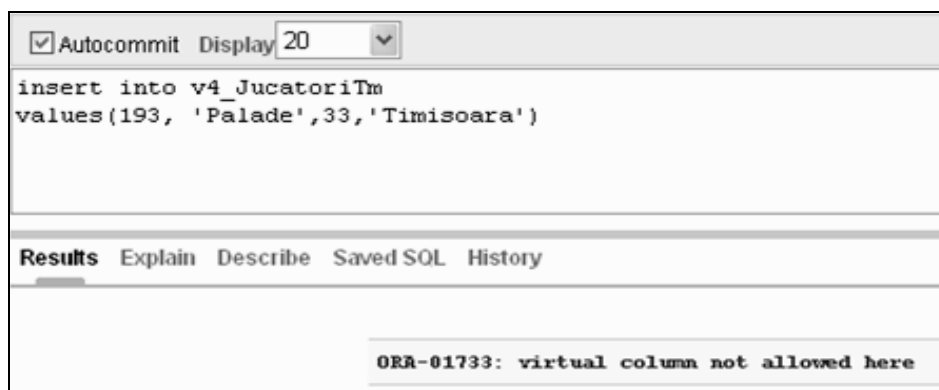 Autocommit Display 20
insert into v4_JucatoriTm
values(193, 'Palade',33,'Timisoara')
Results Explain Describe Saved SQL History
ORA-01733: virtual column not allowed here